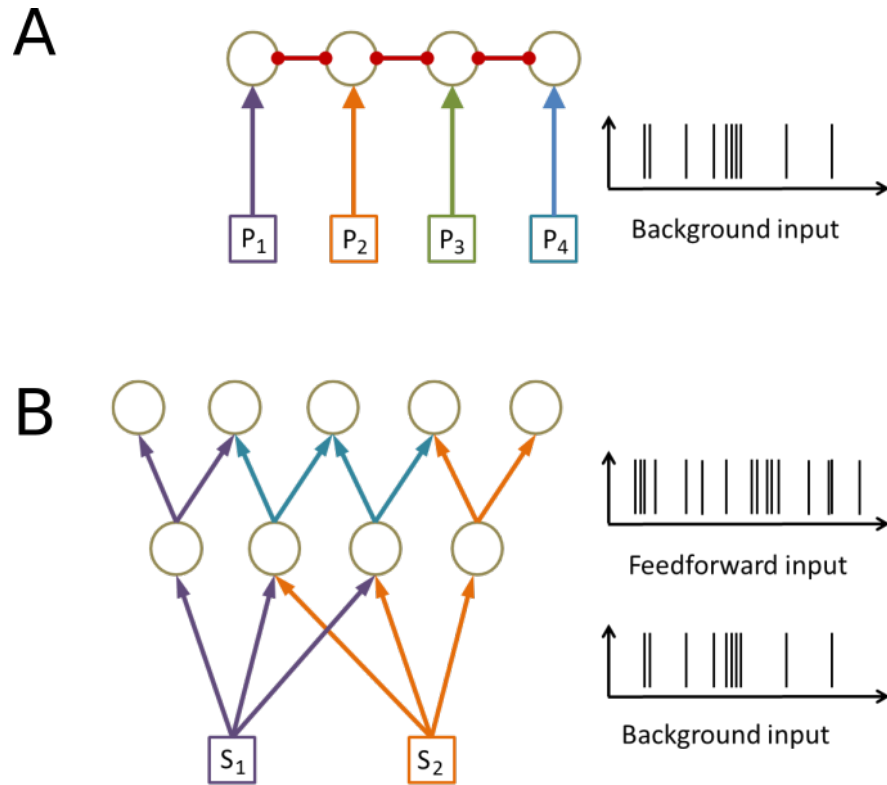 A
P₁ P₂ P₃ P₄
Background input
B
Feedforward input
Background input
S₁ S₂